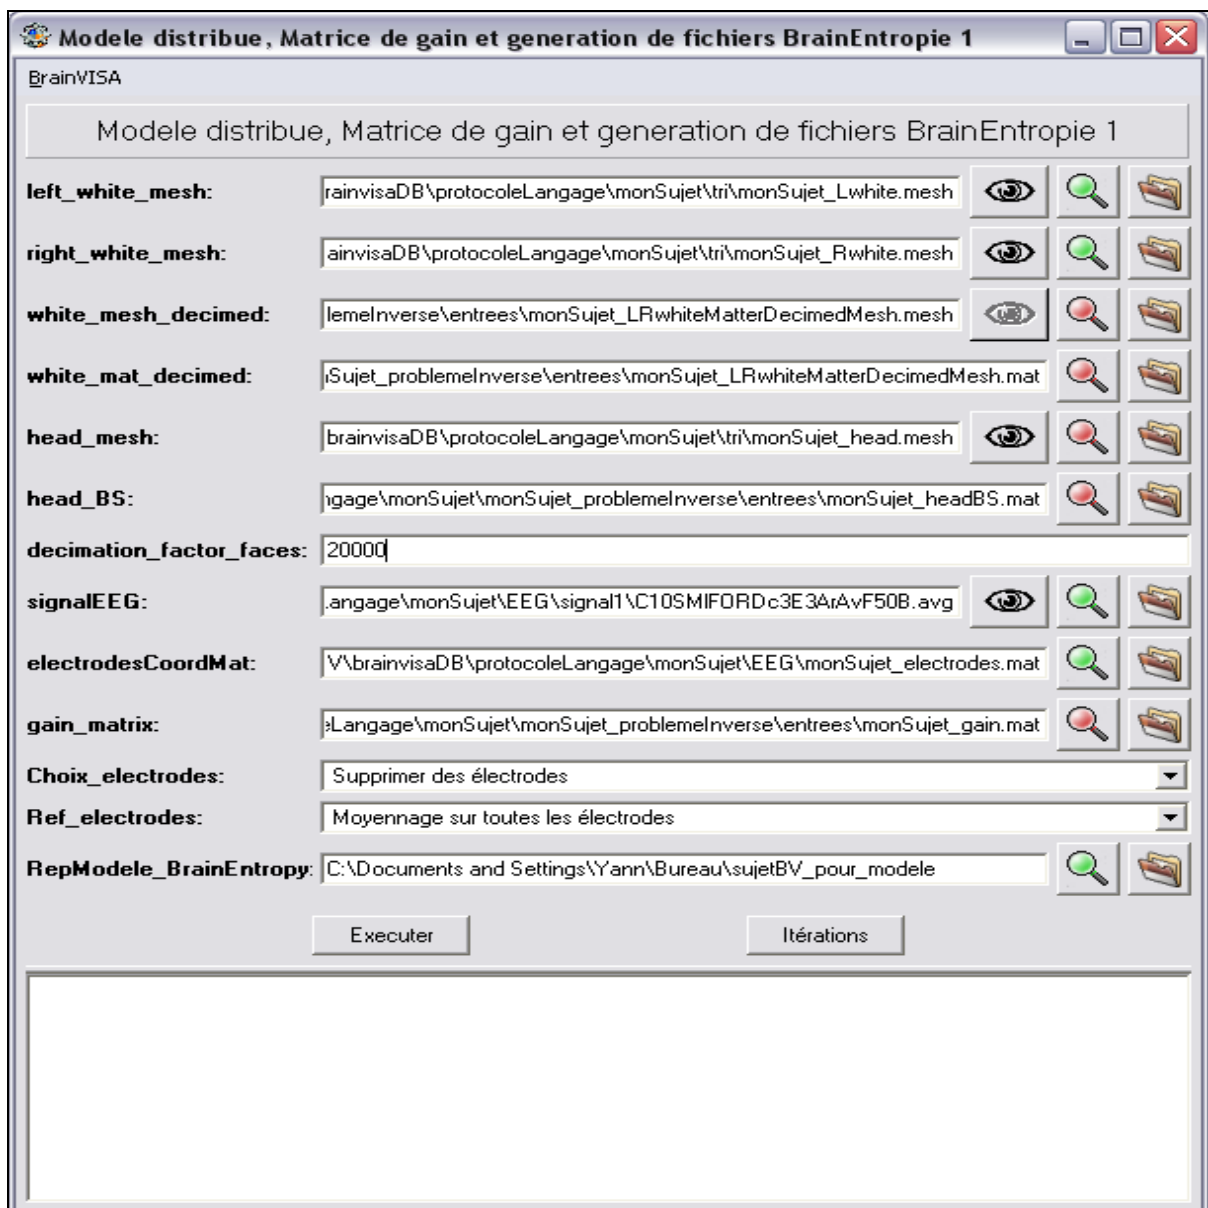 Modele distribue, Matrice de gain et generation de fichiers BrainEntropie 1
BrainVISA
Modele distribue, Matrice de gain et generation de fichiers BrainEntropie 1
left_white_mesh: rainvisaDB\protocoleLangage\monSujet\tri\monSujet_Lwhite.mesh
right_white_mesh: ainvisaDB\protocoleLangage\monSujet\tri\monSujet_Rwhite.mesh
white_mesh_decimed: lemeInverse\entrees\monSujet_LRwhiteMatterDecimedMesh.mesh
white_mat_decimed: Sujet_problemeInverse\entrees\monSujet_LRwhiteMatterDecimedMesh.mat
head_mesh: brainvisaDB\protocoleLangage\monSujet\tri\monSujet_head.mesh
head_BS: ngage\monSujet\monSujet_problemeInverse\entrees\monSujet_headBS.mat
decimation_factor_faces: 20000
signalEEG: .angage\monSujet\EEG\signal1\C10SMIFORDc3E3ArAvF50B.avg
electrodesCoordMat: V\brainvisaDB\protocoleLangage\monSujet\EEG\monSujet_electrodes.mat
gain_matrix: eLangage\monSujet\monSujet_problemeInverse\entrees\monSujet_gain.mat
Choix_electrodes: Supprimer des électrodes
Ref_electrodes: Moyennage sur toutes les électrodes
RepModele_BrainEntropy: C:\Documents and Settings\Yann\Bureau\sujetBV_pour_modele
Executer Itérations